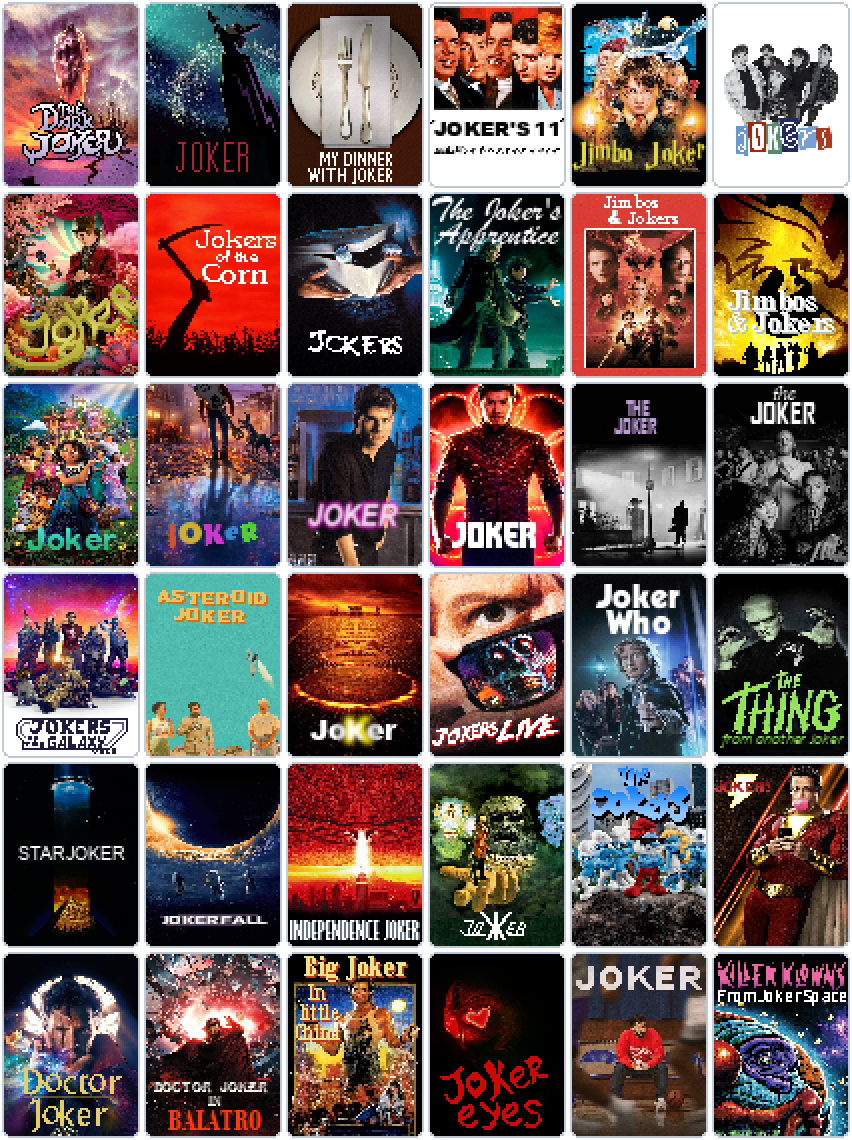 THE
DARK
JOKER
JOKER
MY DINNER
WITH JOKER
JOKER'S 11
Jimbo Joker
JOKERS
Joker
Jokers
of the
Corn
JOKERS
The Joker's
Apprentice
Jimbos
& Jokers
Jimbos
& Jokers
Joker
JOKER
JOKER
JOKER
THE
JOKER
the
JOKER
JOKERS
GALAXY
ASTEROID
JOKER
Joker
JOKERS LIVE
Joker
Who
THE
THING
from another joker
STARJOKER
JOKERFALL
INDEPENDENCE JOKER
JOKER
THE
JOKERS
JOKER
Doctor
Joker
DOCTOR JOKER
IN
BALATRO
Big Joker
In
little
JOKER
eyes
JOKER
KILLER KLOWNS
From Joker Space